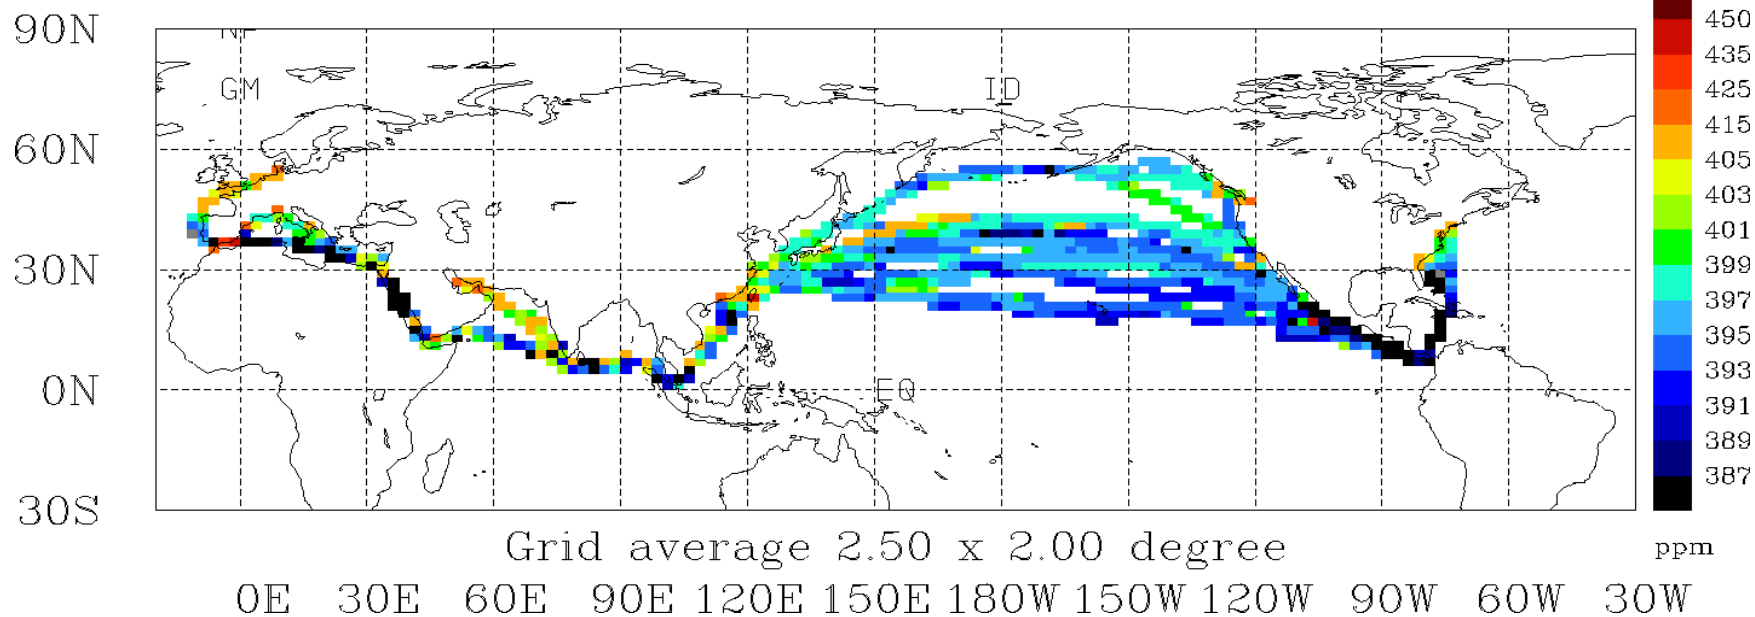 90N
60N
30N
0N
30S
NP
GM
ID
EQ
450
435
425
415
405
403
401
399
397
395
393
391
389
387
ppm
Grid average 2.50 x 2.00 degree
0E 30E 60E 90E 120E 150E 180W 150W 120W 90W 60W 30W